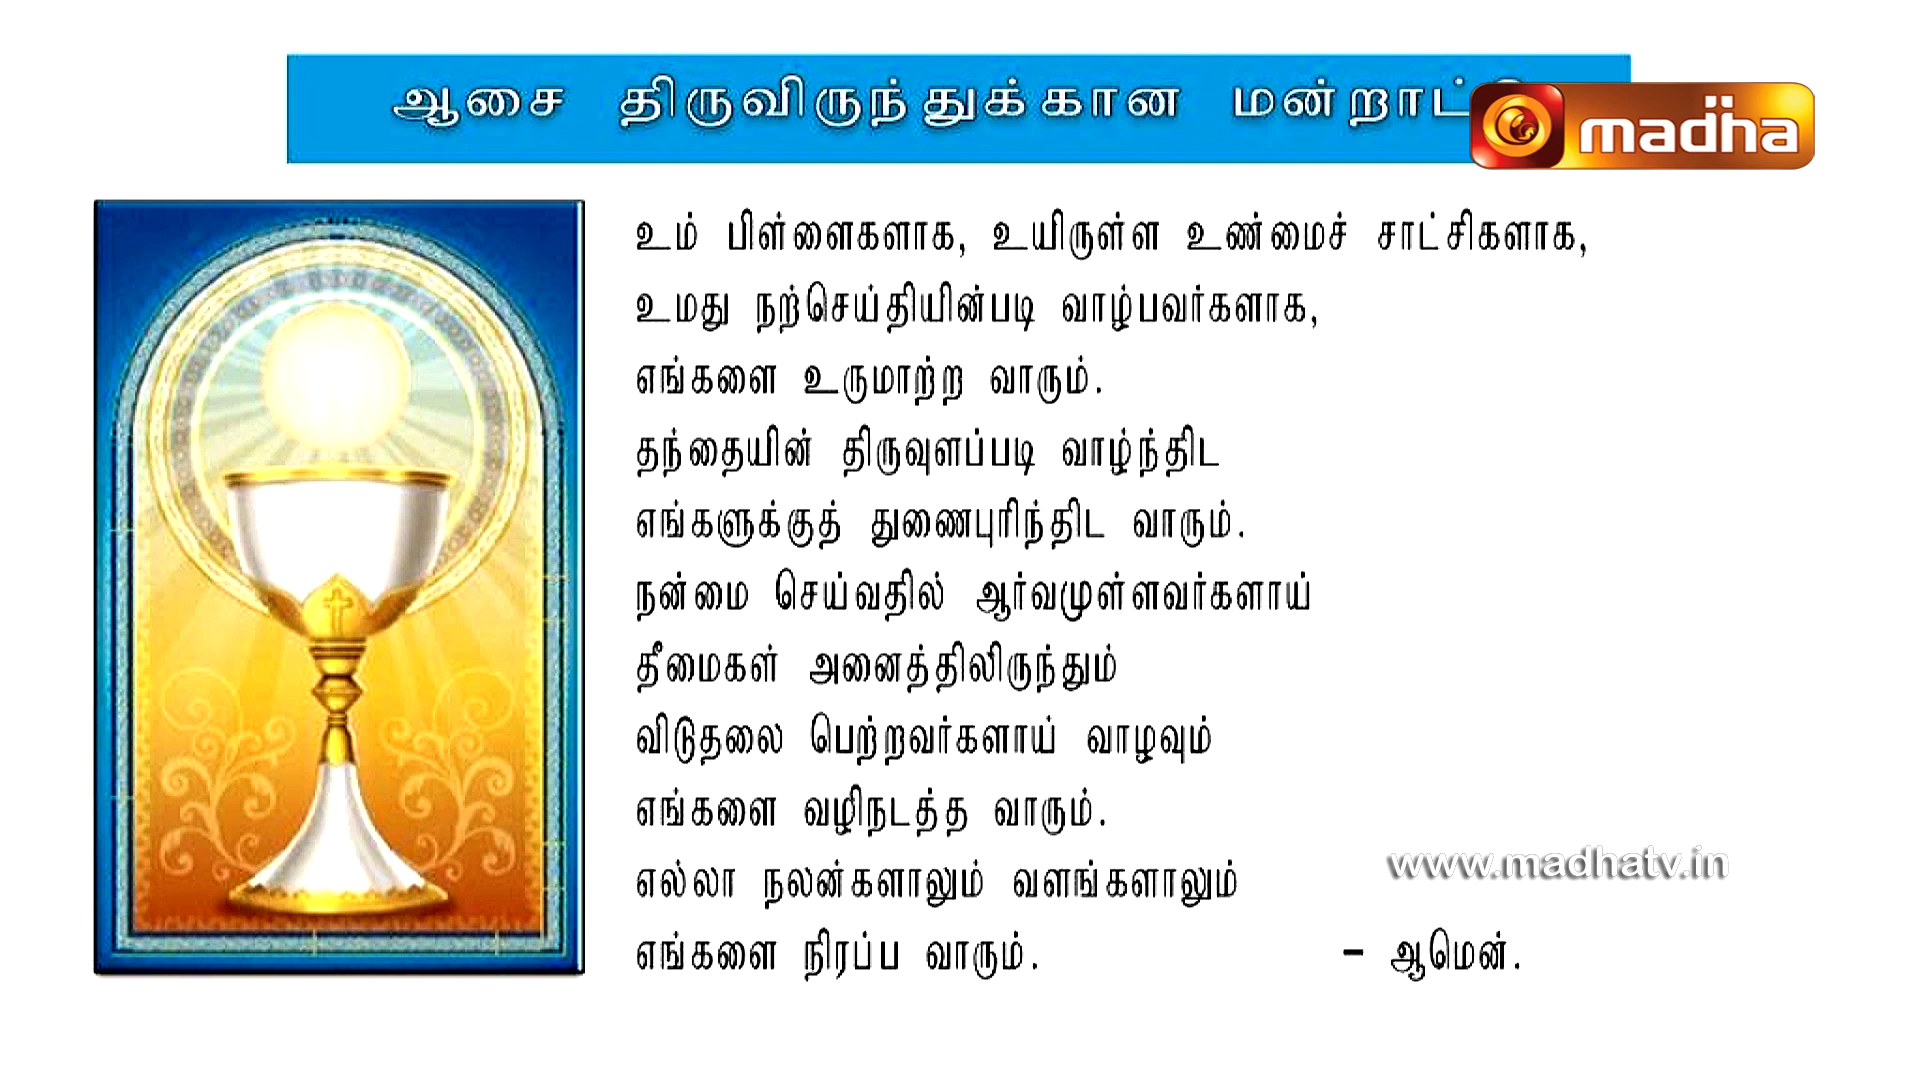 ஆசை திருவிருந்துக்கான
madha
உம் பிள்ளைகளாக, உயிருள்ள உண்மைச் சாட்சிகளாக,
உமது நற்செய்தியின்படி வாழ்பவர்களாக,
எங்களை உருமாற்ற வாரும்.
தந்தையின் திருவுளப்படி வாழ்ந்திட
எங்களுக்குத் துணைபுரிந்திட வாரும்.
நன்மை செய்வதில் ஆர்வமுள்ளவர்களாய்
தீமைகள் அனைத்திலிருந்தும்
விடுதலை பெற்றவர்களாய் வாழவும்
எங்களை வழிநடத்த வாரும்.
எல்லா நலன்களாலும் வளங்களாலும்
www.madhatv.in
எங்களை நிரப்ப வாரும். – ஆமென்.